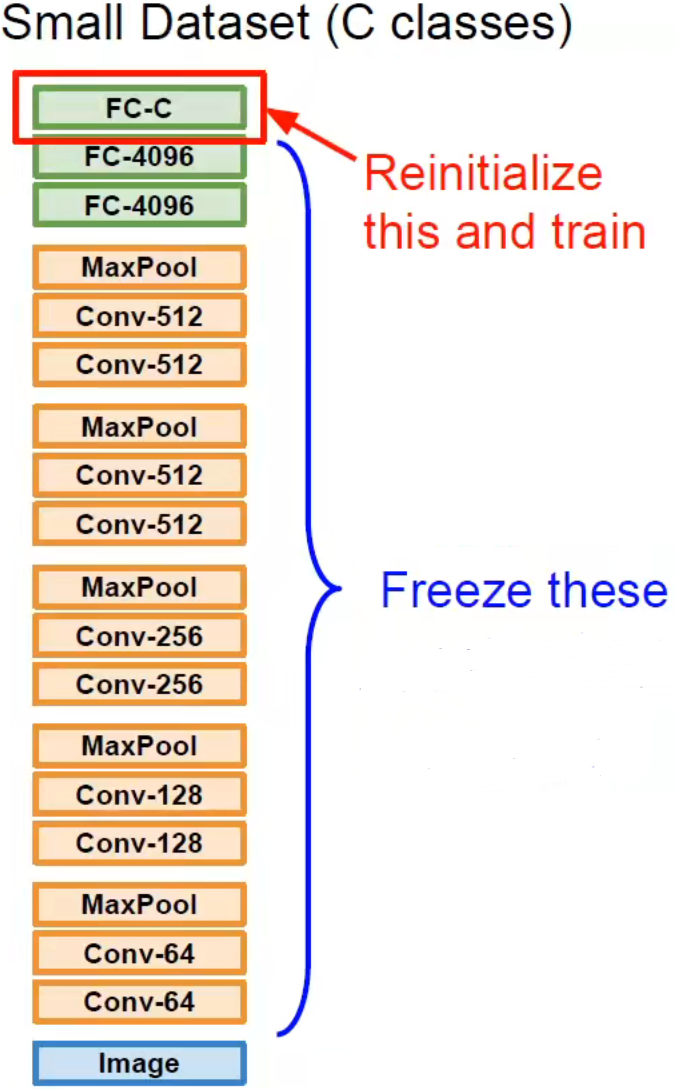 Small Dataset (C classes)
FC-C
FC-4096
FC-4096
MaxPool
Conv-512
Conv-512
MaxPool
Conv-512
Conv-512
MaxPool
Conv-256
Conv-256
MaxPool
Conv-128
Conv-128
MaxPool
Conv-64
Conv-64
Image
Reinitialize
this and train
Freeze these